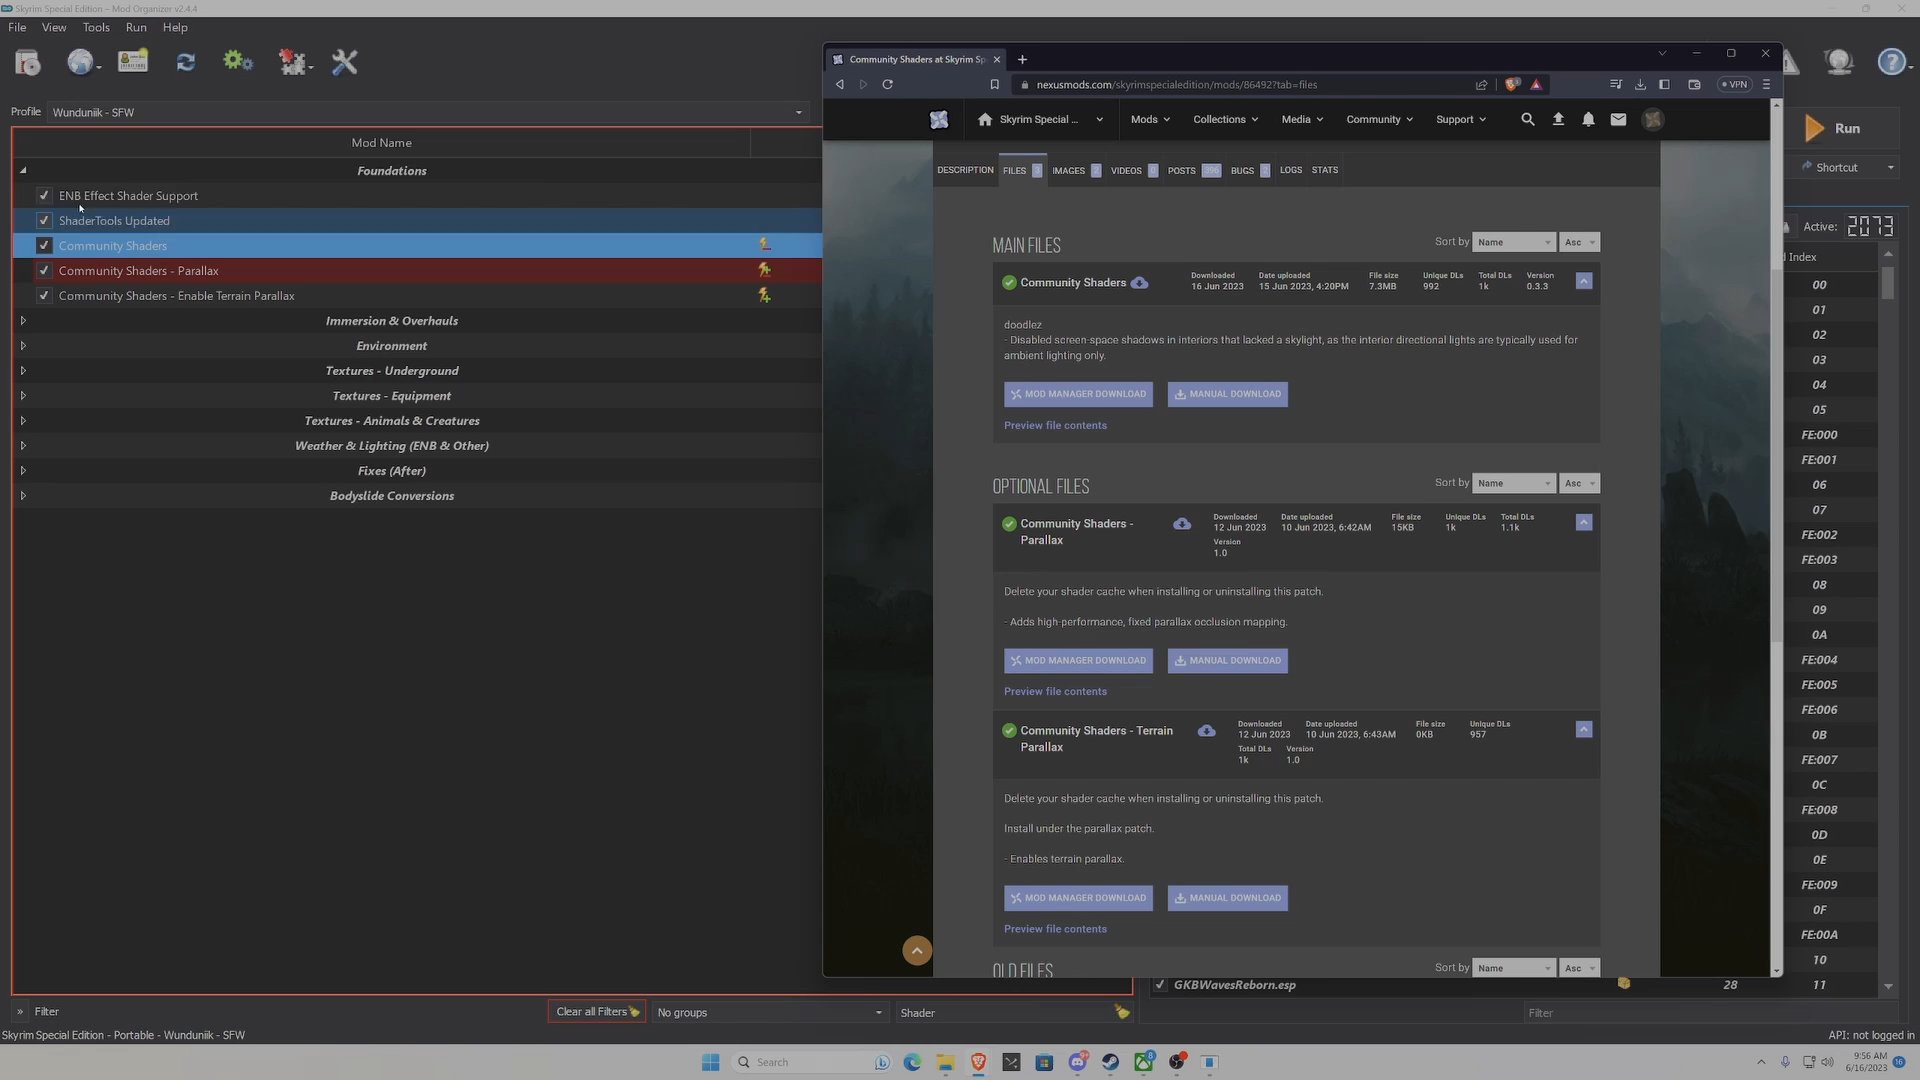 Skyrim Special Edition – Mod Organizer v2.4.4
File View Tools Run Help
Profile Wunduniik - SFW
Mod Name
Foundations
ENB Effect Shader Support
ShaderTools Updated
Community Shaders
Community Shaders - Parallax
Community Shaders - Enable Terrain Parallax
Immersion & Overhauls
Environment
Textures - Underground
Textures - Equipment
Textures - Animals & Creatures
Weather & Lighting (ENB & Other)
Fixes (After)
Bodyslide Conversions
» Filter Clear all Filters No groups Shader
Skyrim Special Edition - Portable - Wunduniik - SFW
Community Shaders at Skyrim Sp
nexusmods.com/skyrimspecialedition/mods/86492?tab=files
VPN
Skyrim Special ... Mods Collections Media Community Support
DESCRIPTION FILES 3 IMAGES 2 VIDEOS 0 POSTS 396 BUGS 2 LOGS STATS
MAIN FILES Sort by Name Asc
Community Shaders
Downloaded Date uploaded File size Unique DLs Total DLs Version
16 Jun 2023 15 Jun 2023, 4:20PM 7.3MB 992 1k 0.3.3
doodlez
- Disabled screen-space shadows in interiors that lacked a skylight, as the interior directional lights are typically used for
ambient lighting only.
MOD MANAGER DOWNLOAD MANUAL DOWNLOAD
Preview file contents
OPTIONAL FILES Sort by Name Asc
Community Shaders -
Parallax
Downloaded Date uploaded File size Unique DLs Total DLs
12 Jun 2023 10 Jun 2023, 6:42AM 15KB 1k 1.1k
Version
1.0
Delete your shader cache when installing or uninstalling this patch.
- Adds high-performance, fixed parallax occlusion mapping.
MOD MANAGER DOWNLOAD MANUAL DOWNLOAD
Preview file contents
Community Shaders - Terrain
Parallax
Downloaded Date uploaded File size Unique DLs
12 Jun 2023 10 Jun 2023, 6:43AM 0KB 957
Total DLs Version
1k 1.0
Delete your shader cache when installing or uninstalling this patch.
Install under the parallax patch.
- Enables terrain parallax.
MOD MANAGER DOWNLOAD MANUAL DOWNLOAD
Preview file contents
OLD FILES Sort by Name Asc
Run
Shortcut
Active: 2073
d Index
00
01
02
03
04
05
FE:000
FE:001
06
07
FE:002
FE:003
08
09
0A
FE:004
FE:005
FE:006
0B
FE:007
0C
FE:008
0D
0E
FE:009
0F
FE:00A
10
GKBWavesReborn.esp 28 11
Filter
API: not logged in
Search
9+
8
9:56 AM
6/16/2023
16